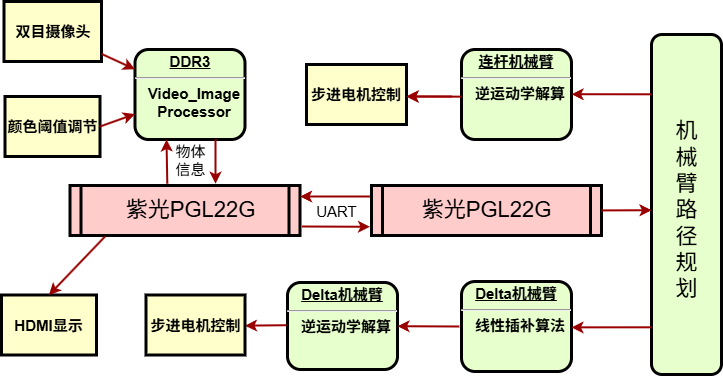 双目摄像头
颜色阈值调节
DDR3
Video_Image
Processor
物体
信息
步进电机控制
连杆机械臂
逆运动学解算
紫光PGL22G
UART
紫光PGL22G
机
械
臂
路
径
规
划
HDMI显示
步进电机控制
Delta机械臂
逆运动学解算
Delta机械臂
线性插补算法